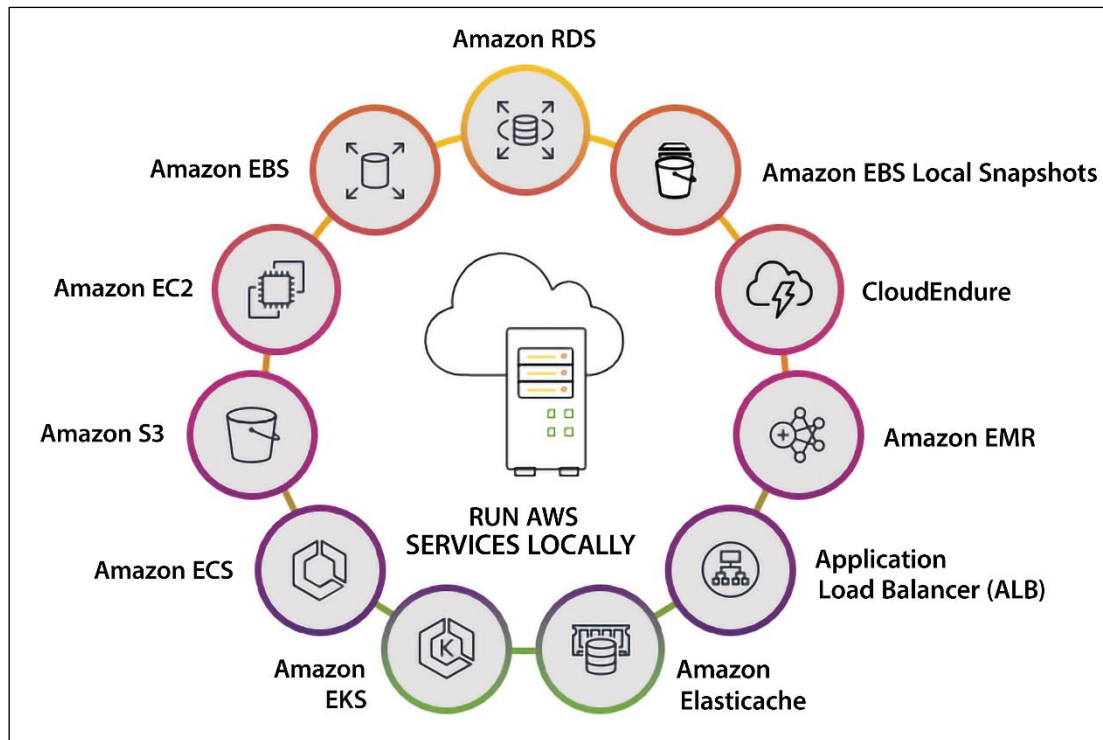 Amazon RDS
Amazon EBS
Amazon EBS Local Snapshots
Amazon EC2
CloudEndure
Amazon S3
Amazon EMR
RUN AWS
SERVICES LOCALLY
Amazon ECS
Application
Load Balancer (ALB)
Amazon
EKS
K
Amazon
Elasticache